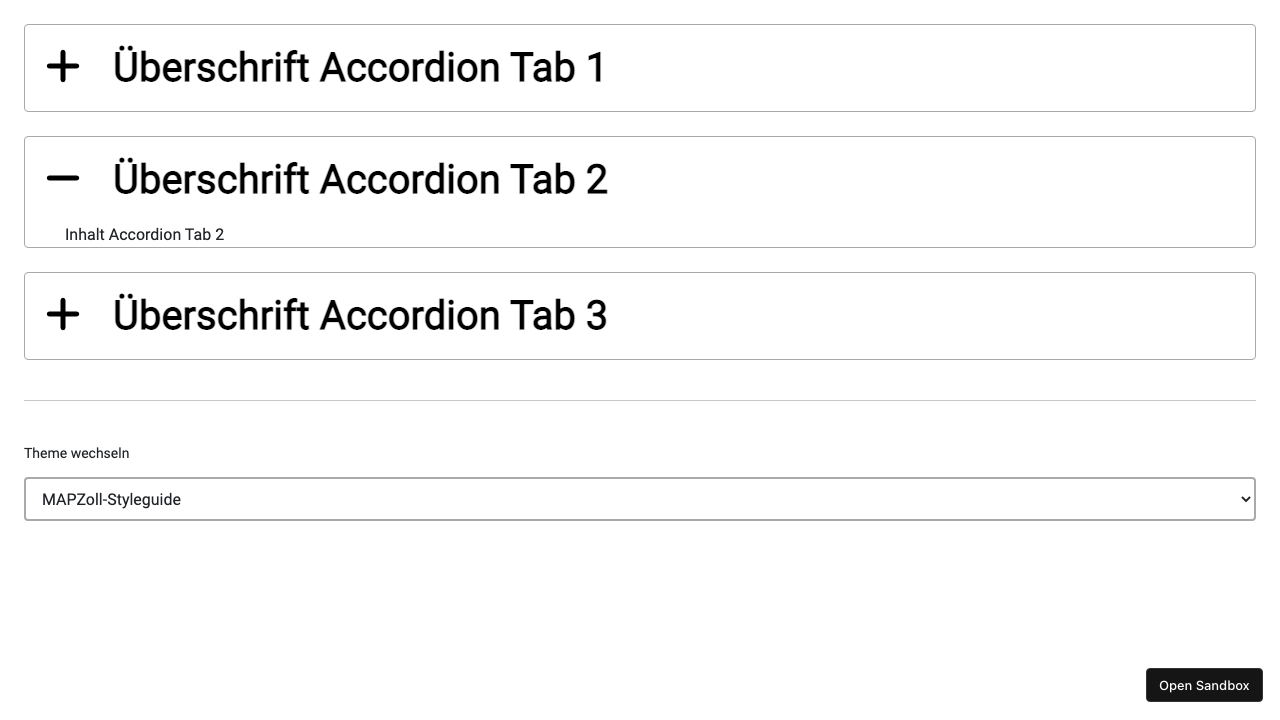 Überschrift Accordion Tab 1
Überschrift Accordion Tab 2
Inhalt Accordion Tab 2
Überschrift Accordion Tab 3
Theme wechseln
MAPZoll-Styleguide
Open Sandbox